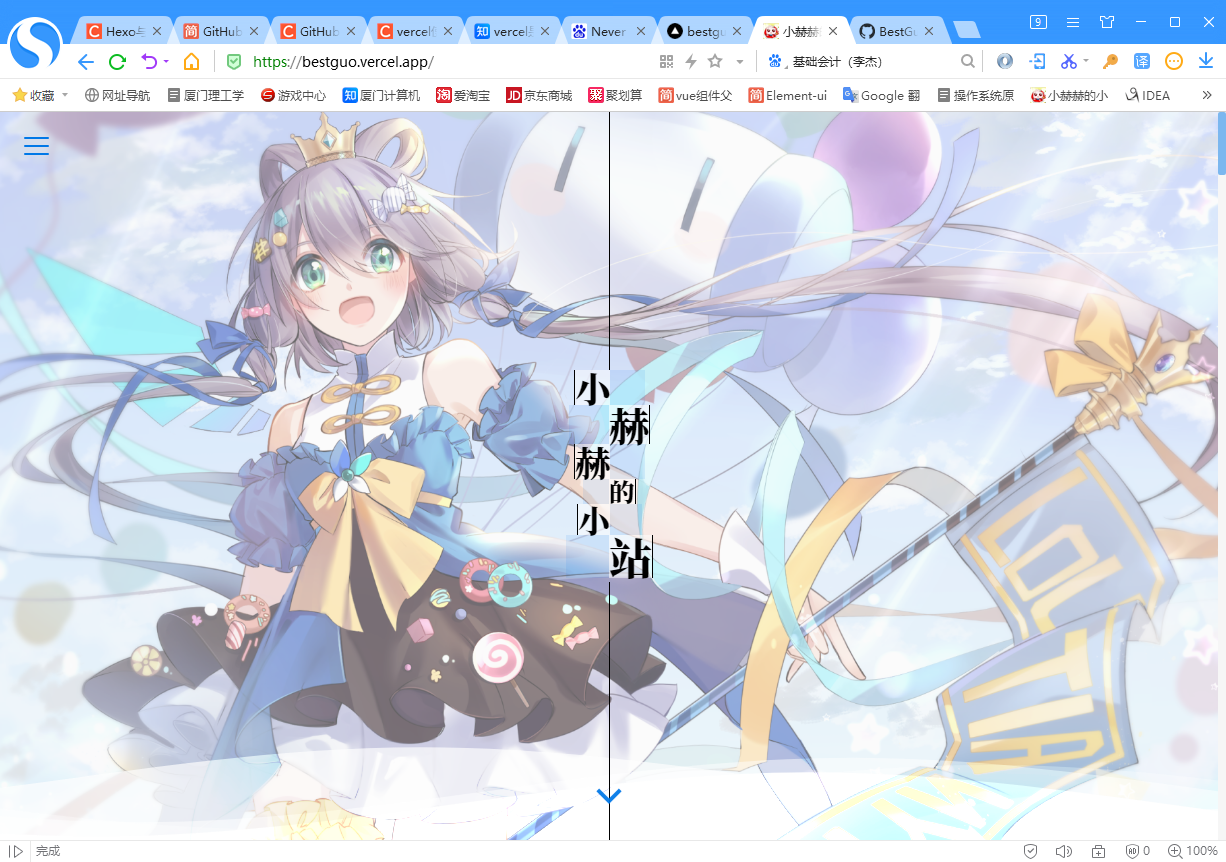 Hexo与
GitHub
GitHub
vercel
vercel
Never
bestgu
小赫赫
BestGu
9
https://bestguo.vercel.app/
基础会计（李杰）
收藏
网址导航
厦门理工学
游戏中心
厦门计算机
爱淘宝
京东商城
聚划算
vue组件父
Element-ui
Google 翻
操作系统原
小赫赫的小
IDEA
小
赫
赫
的
小
站
完成
0
100%